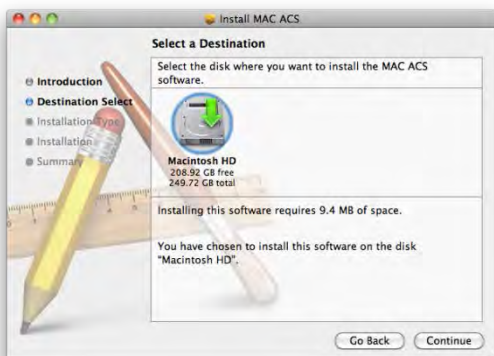 Install MAC ACS
Select a Destination
Introduction
Destination Select
Installation Type
Installation
Summary
Select the disk where you want to install the MAC ACS
software.
Macintosh HD
208.92 GB free
249.72 GB total
Installing this software requires 9.4 MB of space.
You have chosen to install this software on the disk
"Macintosh HD".
Go Back
Continue